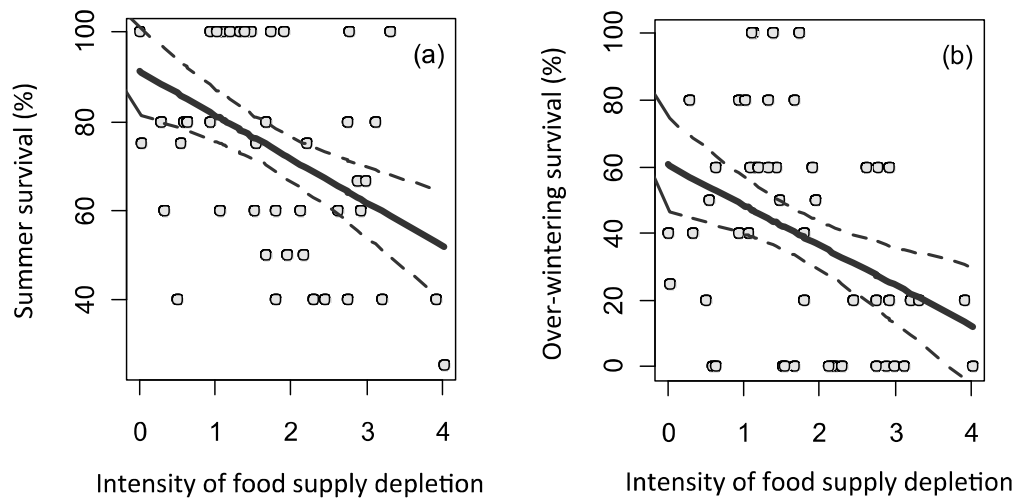 (a)
Summer survival (%)
100
80
60
40
0 1 2 3 4
Intensity of food supply depletion
(b)
Over-wintering survival (%)
100
80
60
40
20
0
0 1 2 3 4
Intensity of food supply depletion